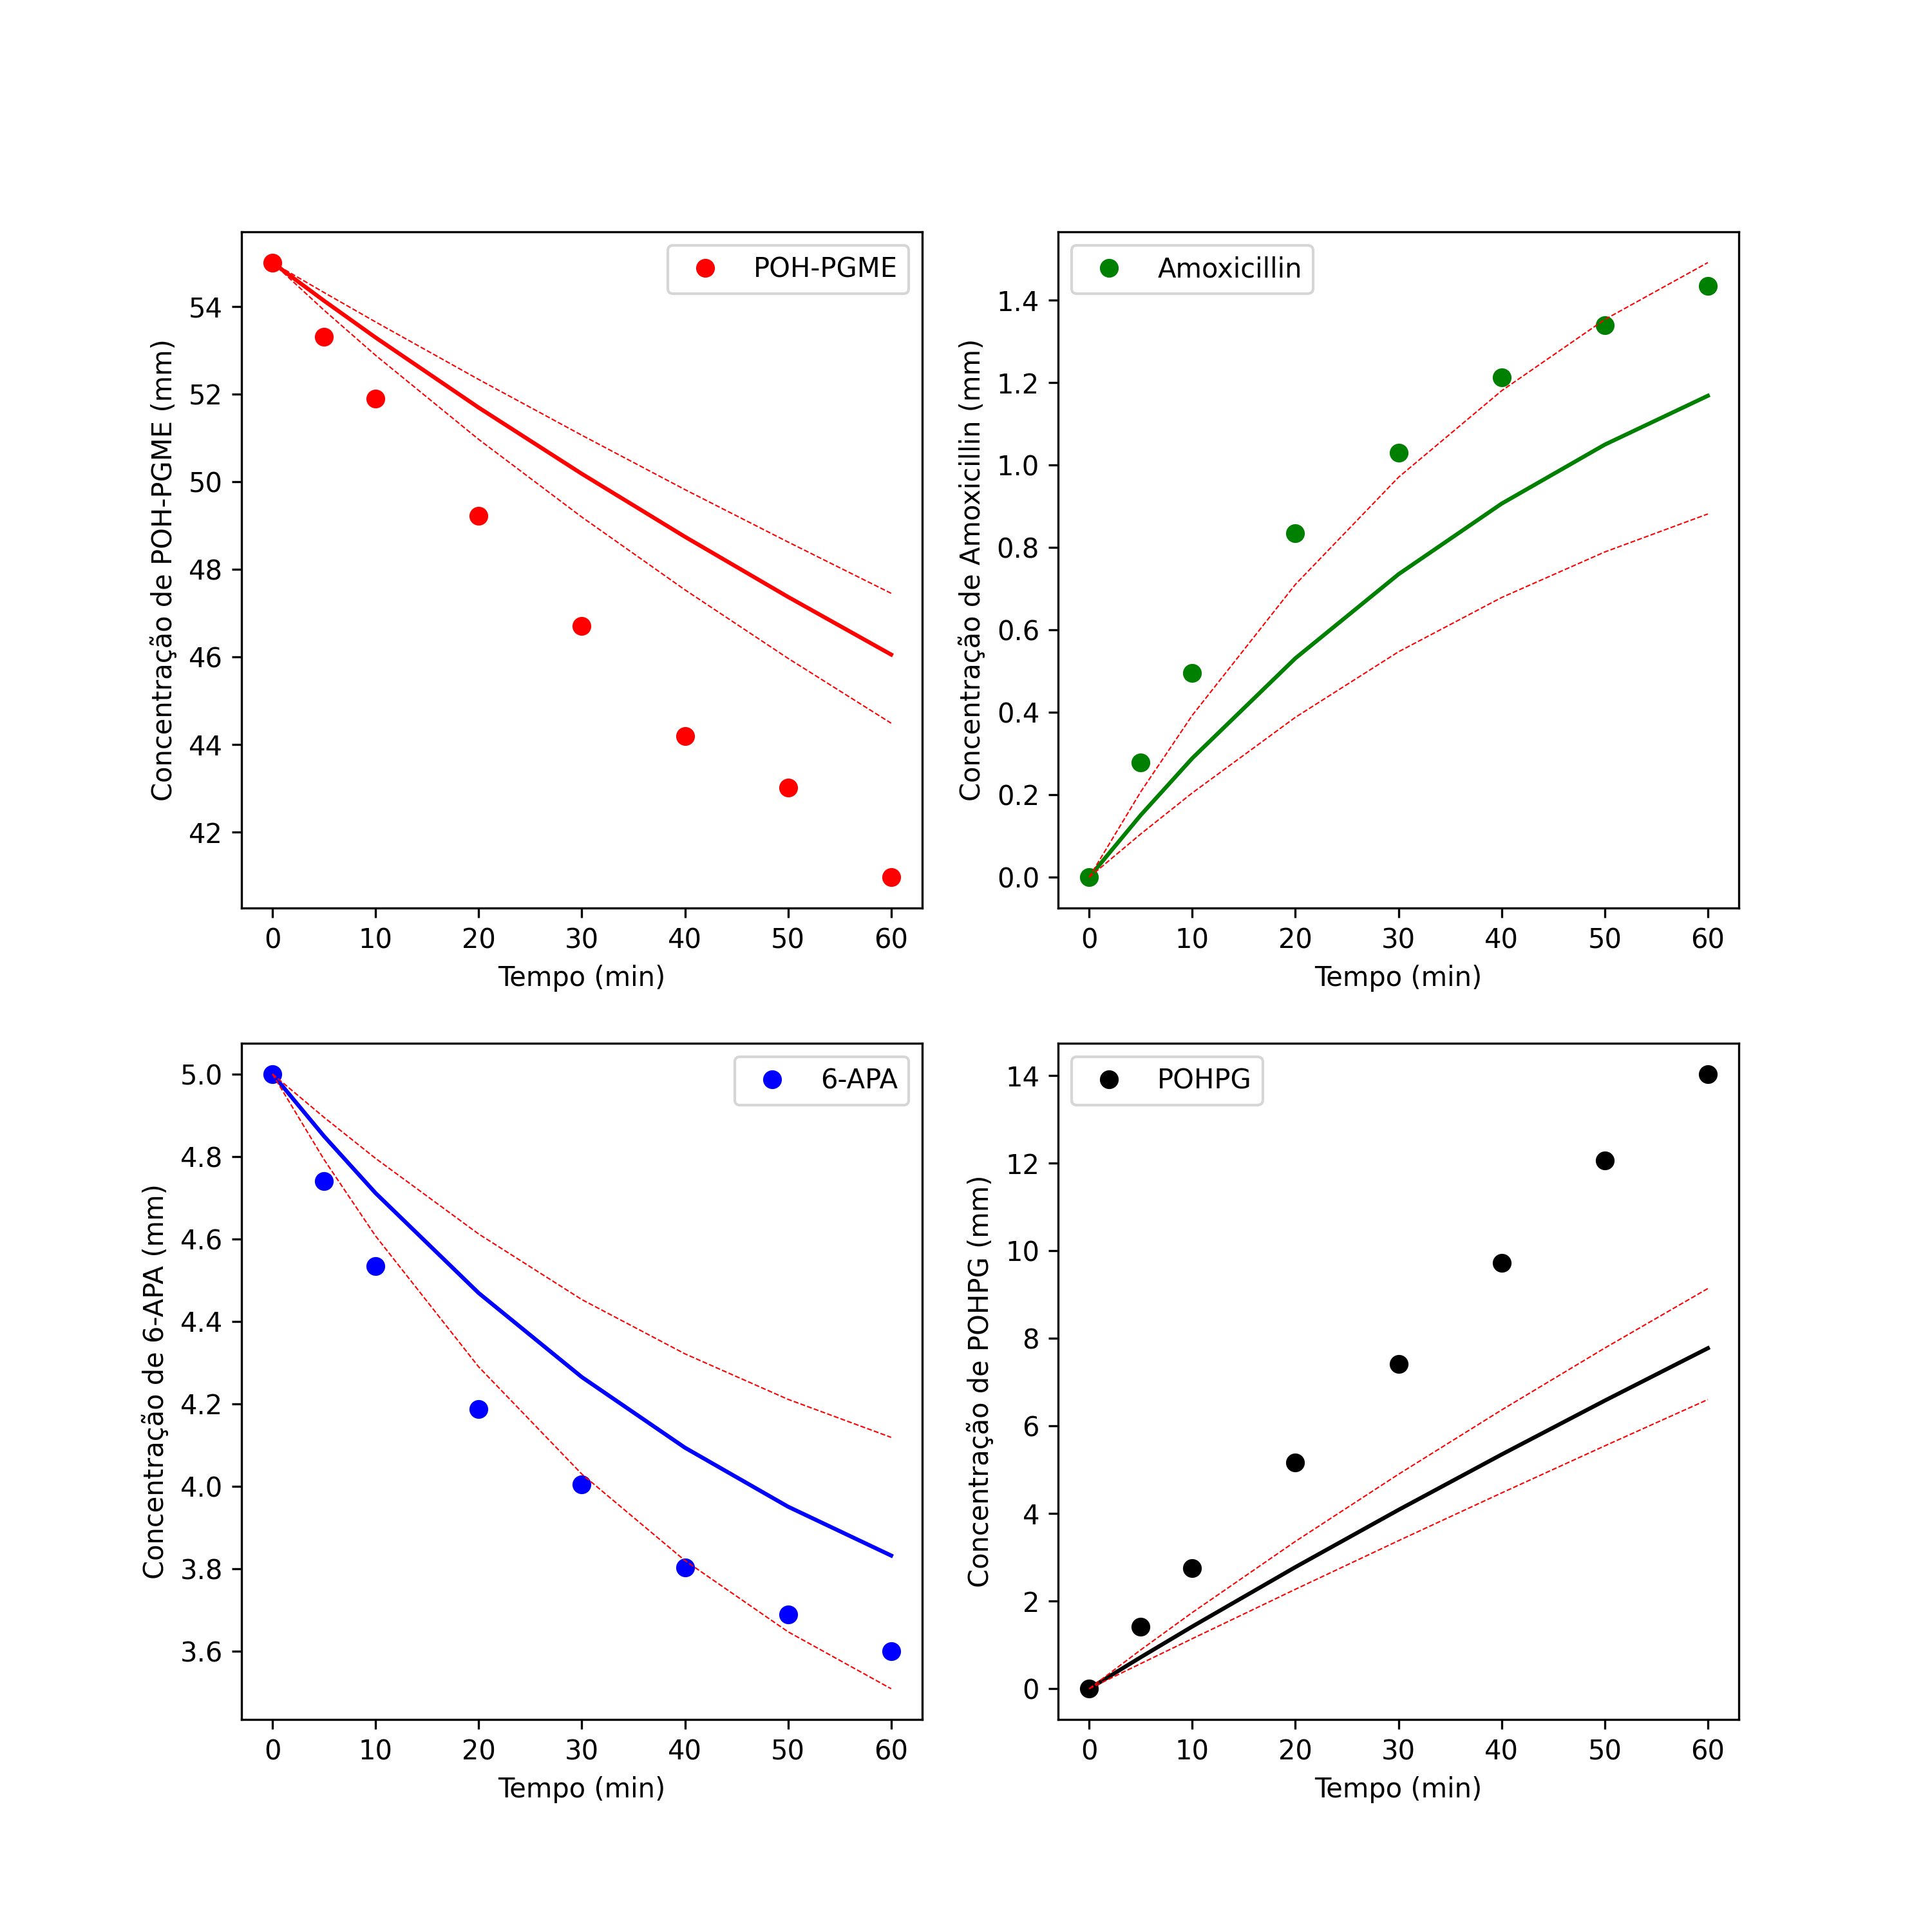 POH-PGME
54
52
50
48
46
44
42
0 10 20 30 40 50 60
Tempo (min)
Concentração de POH-PGME (mm)
Amoxicillin
1.4
1.2
1.0
0.8
0.6
0.4
0.2
0.0
0 10 20 30 40 50 60
Tempo (min)
Concentração de Amoxicillin (mm)
6-APA
5.0
4.8
4.6
4.4
4.2
4.0
3.8
3.6
0 10 20 30 40 50 60
Tempo (min)
Concentração de 6-APA (mm)
POHPG
14
12
10
8
6
4
2
0
0 10 20 30 40 50 60
Tempo (min)
Concentração de POHPG (mm)